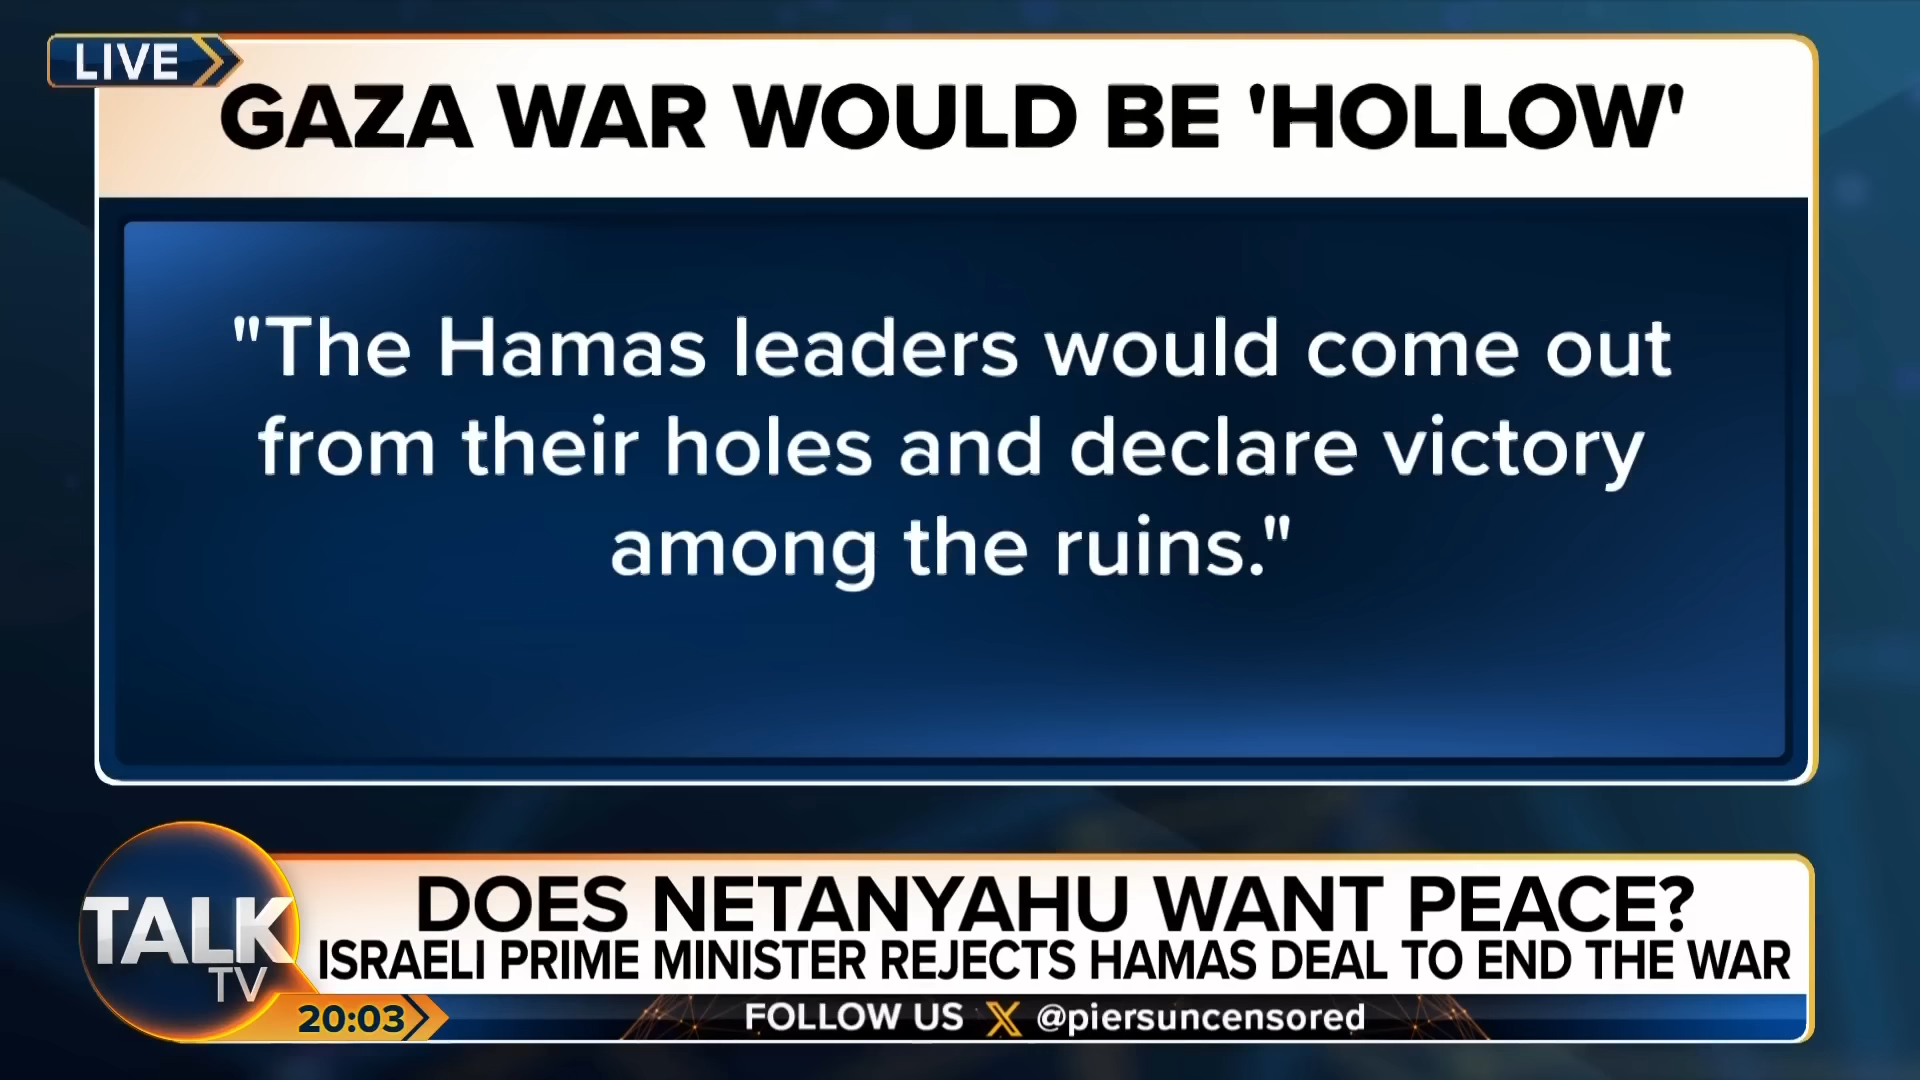 LIVE
GAZA WAR WOULD BE 'HOLLOW'
"The Hamas leaders would come out
from their holes and declare victory
among the ruins."
DOES NETANYAHU WANT PEACE?
ISRAELI PRIME MINISTER REJECTS HAMAS DEAL TO END THE WAR
TALK
TV
20:03
FOLLOW US X @piersuncensored